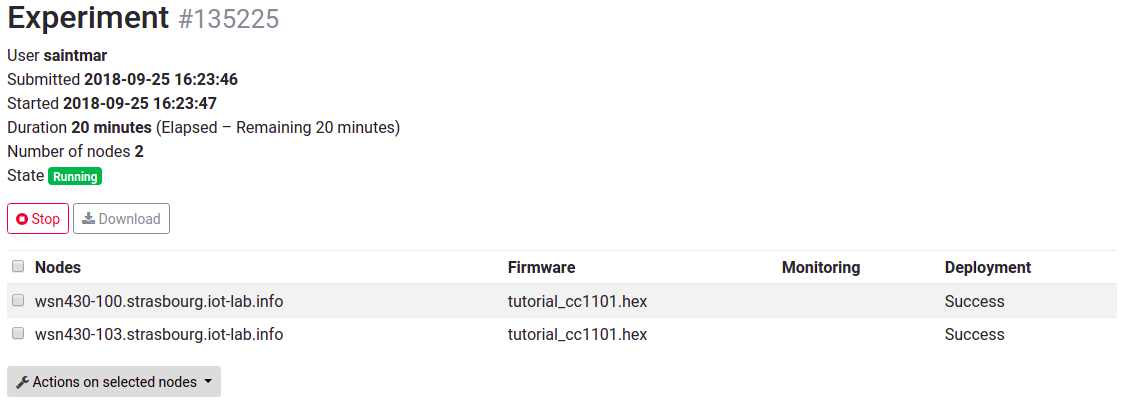 Experiment #135225
User saintmar
Submitted 2018-09-25 16:23:46
Started 2018-09-25 16:23:47
Duration 20 minutes (Elapsed – Remaining 20 minutes)
Number of nodes 2
State Running
Stop Download
Nodes Firmware Monitoring Deployment
wsn430-100.strasbourg.iot-lab.info tutorial_cc1101.hex Success
wsn430-103.strasbourg.iot-lab.info tutorial_cc1101.hex Success
Actions on selected nodes